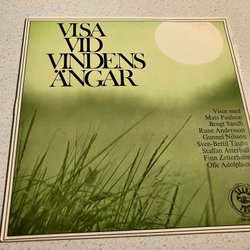 VISA
VID
VINDENS
ÄNGAR
Visor med
Mats Paulson
Bengt Sändh
Rune Andersson
Gunnel Nilsson
Sven-Bertil Taube
Staffan Atterhall
Finn Zetterholm
Olle Adolphson